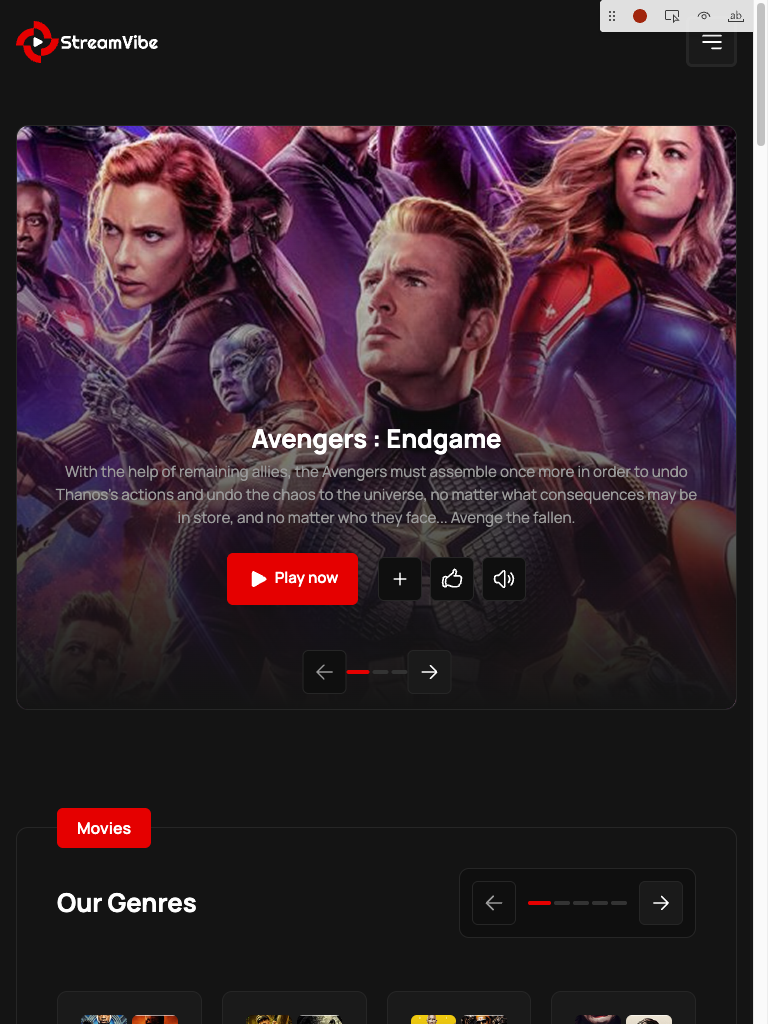 StreamVibe
ab
Avengers : Endgame
With the help of remaining allies, the Avengers must assemble once more in order to undo
Thanos's actions and undo the chaos to the universe, no matter what consequences may be
in store, and no matter who they face... Avenge the fallen.
Play now
Movies
Our Genres